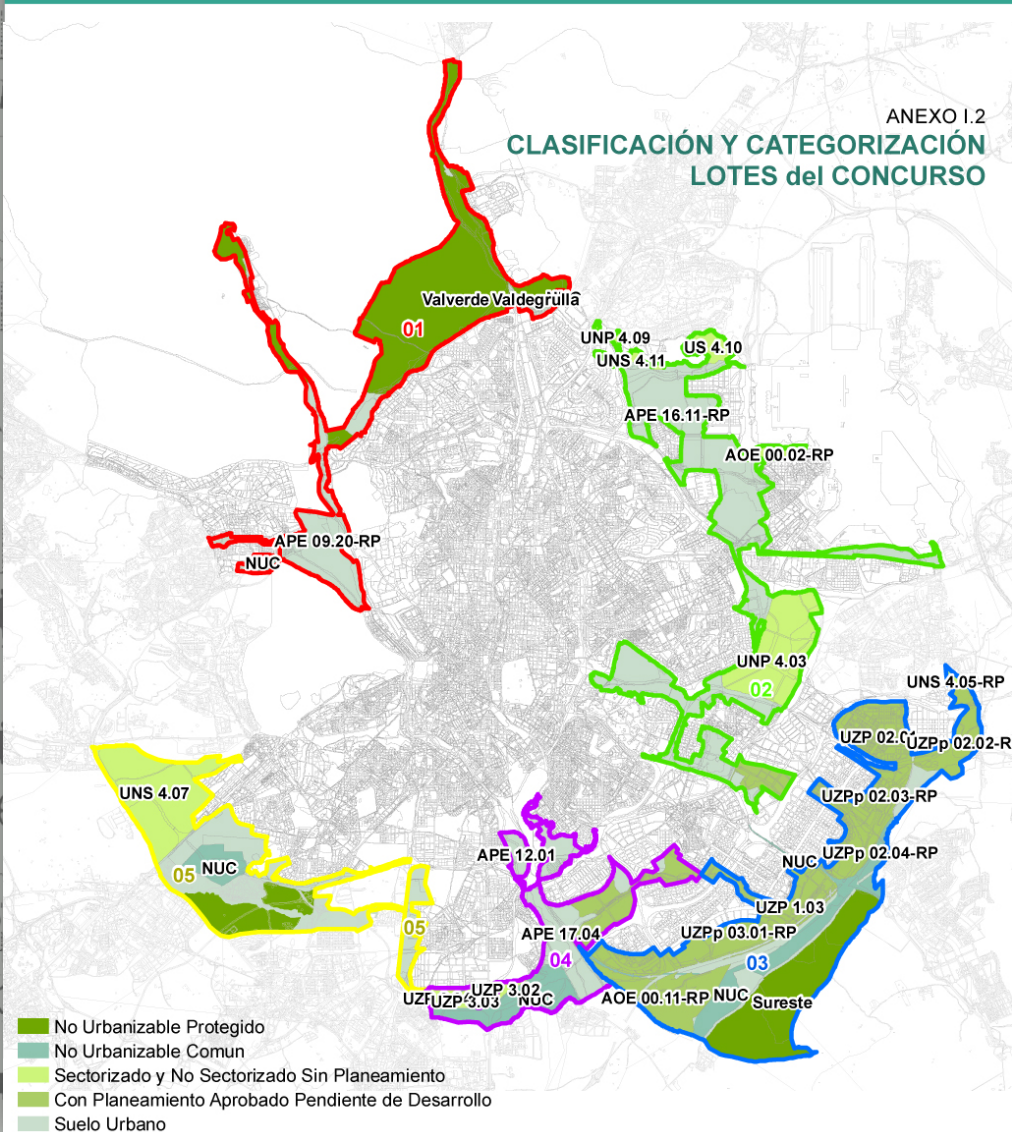 ANEXO I.2
CLASIFICACIÓN Y CATEGORIZACIÓN
LOTES del CONCURSO
Valverde Valdegrulla
01
UNP 4.09
US 4.10
UNS 4.11
APE 16.11-RP
AOE 00.02-RP
APE 09.20-RP
NUC
UNP 4.03
02
UNS 4.05-RP
UZP 02.01
UZPp 02.02-R
UNS 4.07
UZPp 02.03-RP
APE 12.01
UZPp 02.04-RP
NUC
NUC
05
UZP 1.03
05
APE 17.04
UZPp 03.01-RP
04
03
UZP 3.02
UZP 3.03
NUC
AOE 00.11-RP
NUC
Sureste
No Urbanizable Protegido
No Urbanizable Comun
Sectorizado y No Sectorizado Sin Planeamiento
Con Planeamiento Aprobado Pendiente de Desarrollo
Suelo Urbano